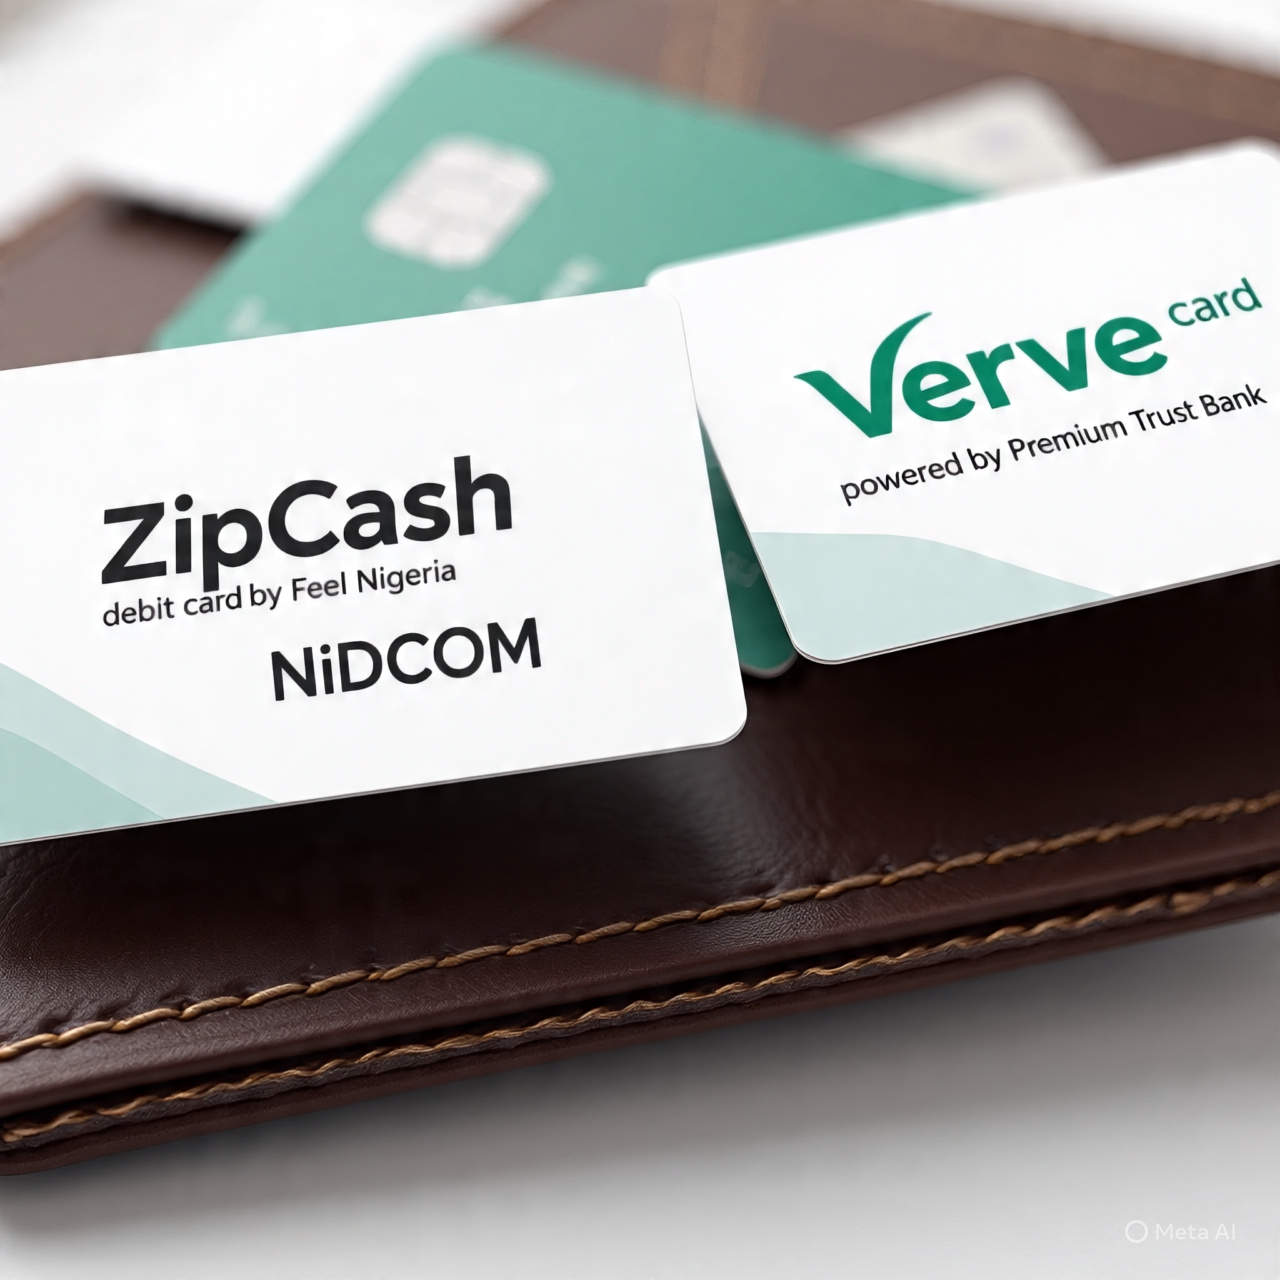 ZipCash
debit card by Feel Nigeria
NiDCOM
Verve card
powered by Premium Trust Bank
Meta AI